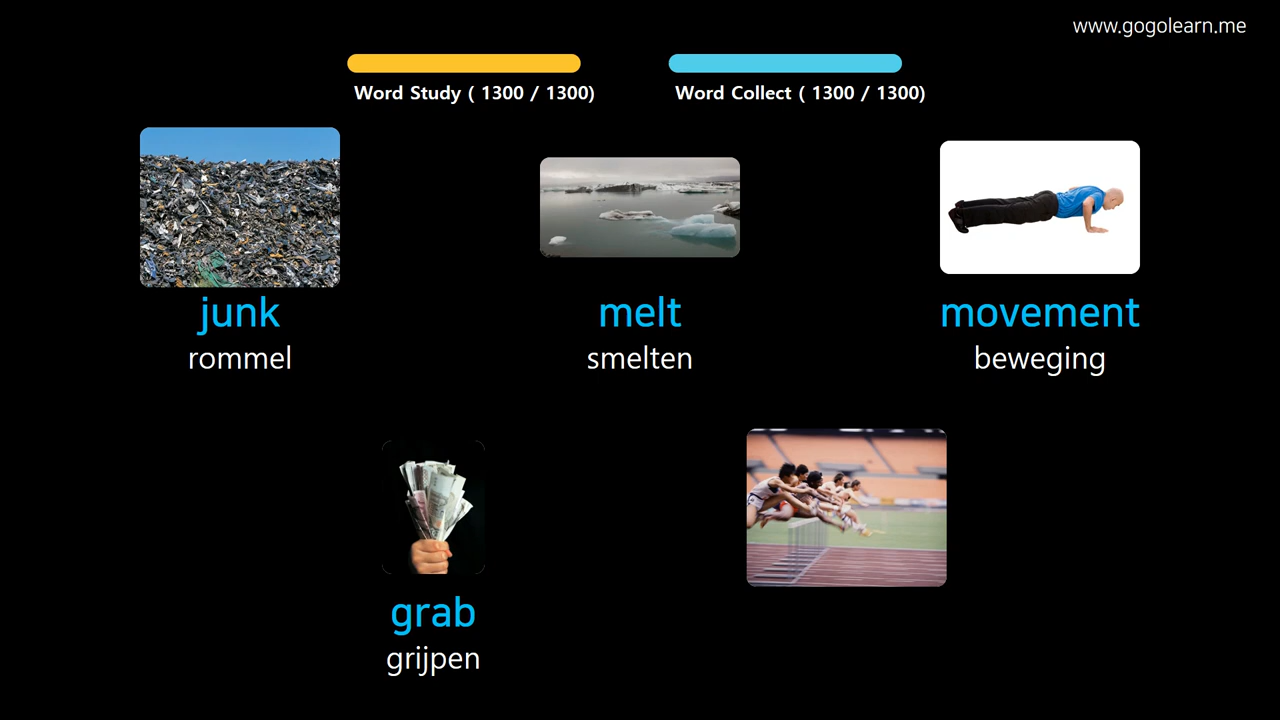 www.gogolearn.me
Word Study ( 1300 / 1300)
Word Collect ( 1300 / 1300)
junk
rommel
melt
smelten
movement
beweging
grab
grijpen